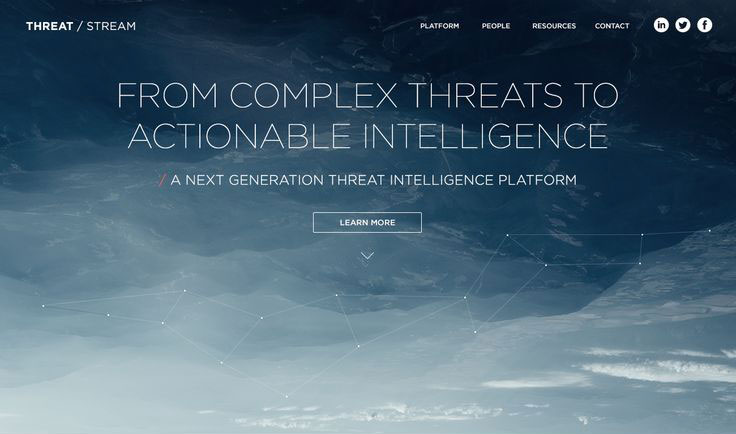 THREAT / STREAM
PLATFORM PEOPLE RESOURCES CONTACT in f
FROM COMPLEX THREATS TO
ACTIONABLE INTELLIGENCE
/ A NEXT GENERATION THREAT INTELLIGENCE PLATFORM
LEARN MORE